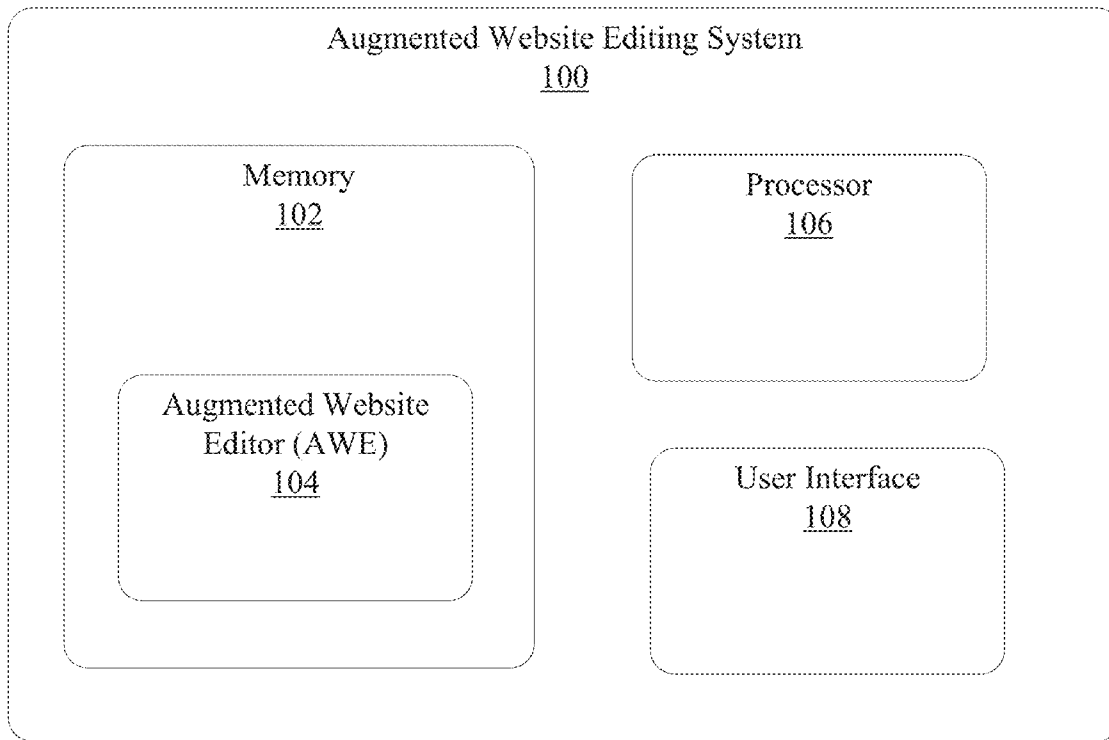 Augmented Website Editing System
100
Memory
102
Processor
106
Augmented Website
Editor (AWE)
104
User Interface
108